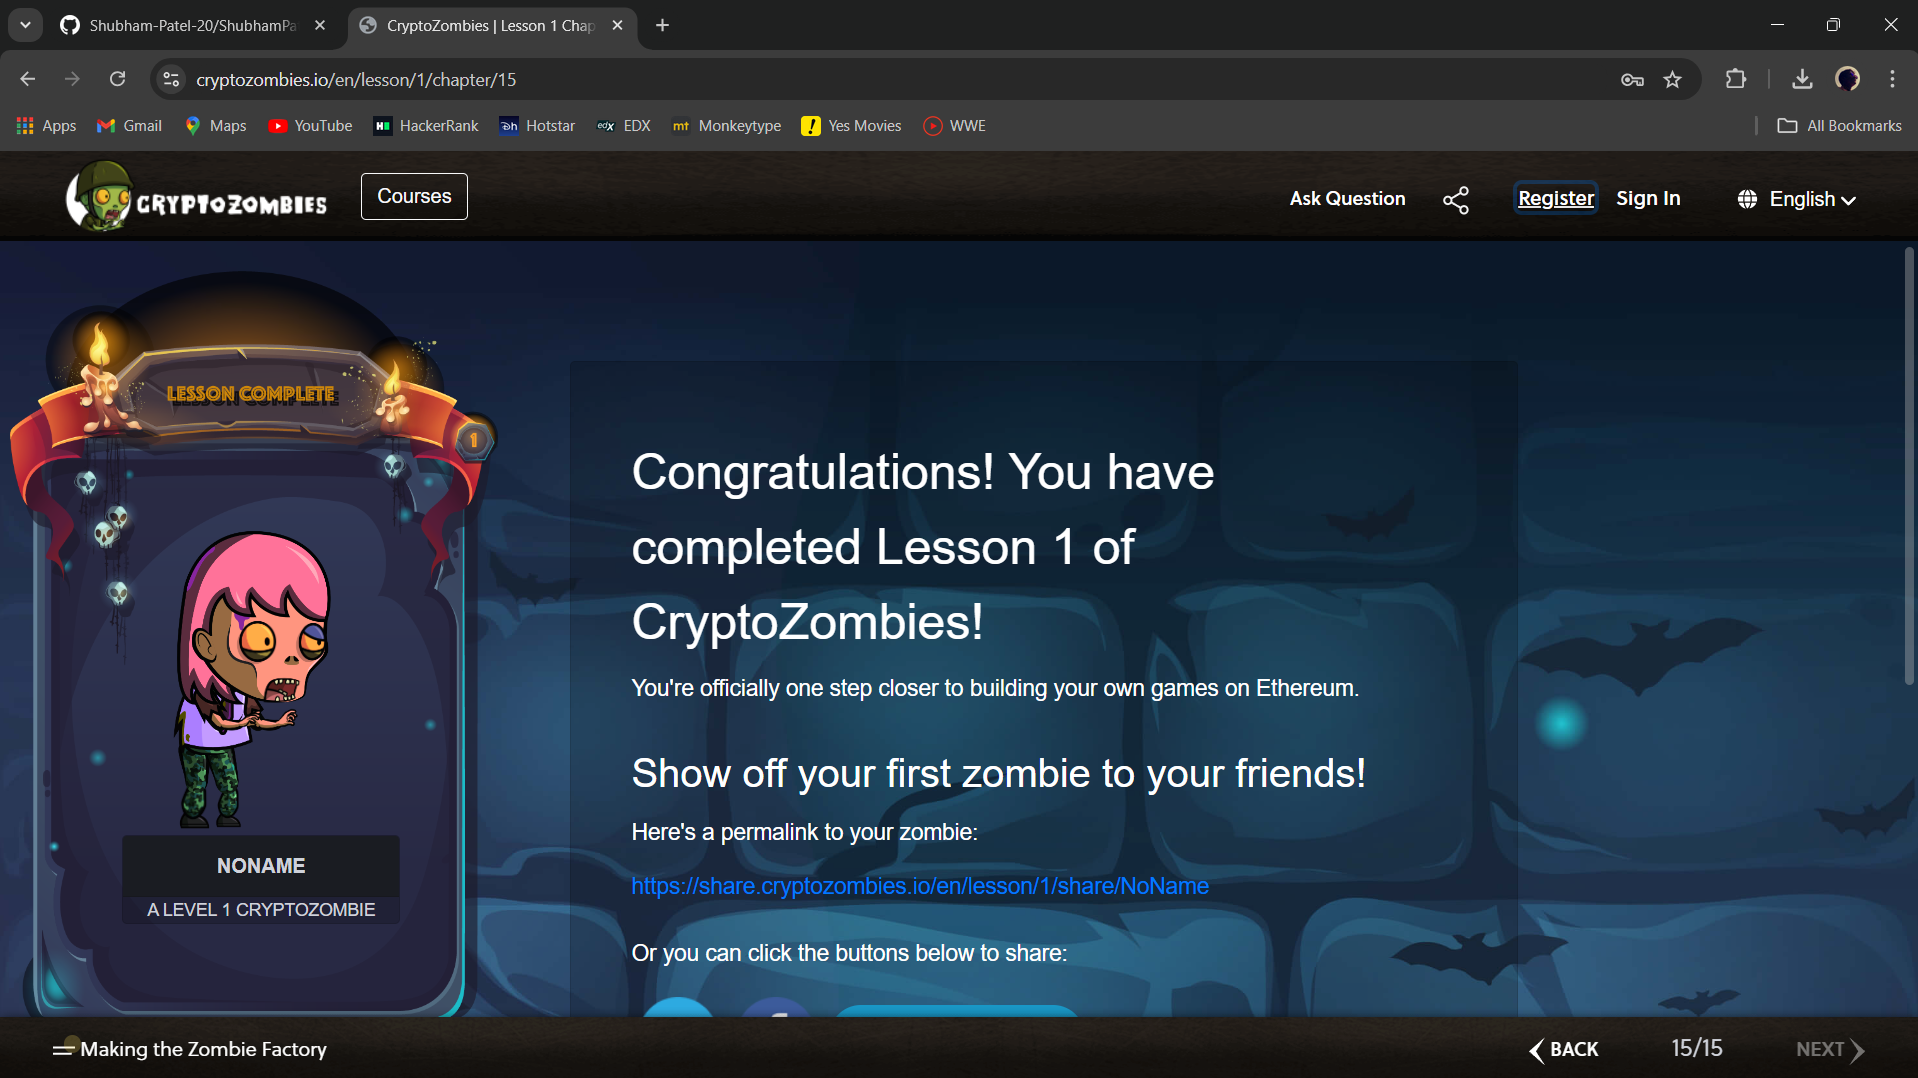 Shubham-Patel-20/ShubhamPa
CryptoZombies | Lesson 1 Chap
cryptozombies.io/en/lesson/1/chapter/15
Apps
Gmail
Maps
YouTube
HackerRank
Hotstar
edX EDX
mt Monkeytype
Yes Movies
WWE
All Bookmarks
CRYPTOZOMBIES
Courses
Ask Question
Register
Sign In
English
LESSON COMPLETE
1
NONAME
A LEVEL 1 CRYPTOZOMBIE
Congratulations! You have
completed Lesson 1 of
CryptoZombies!
You're officially one step closer to building your own games on Ethereum.
Show off your first zombie to your friends!
Here's a permalink to your zombie:
https://share.cryptozombies.io/en/lesson/1/share/NoName
Or you can click the buttons below to share:
Making the Zombie Factory
BACK
15/15
NEXT